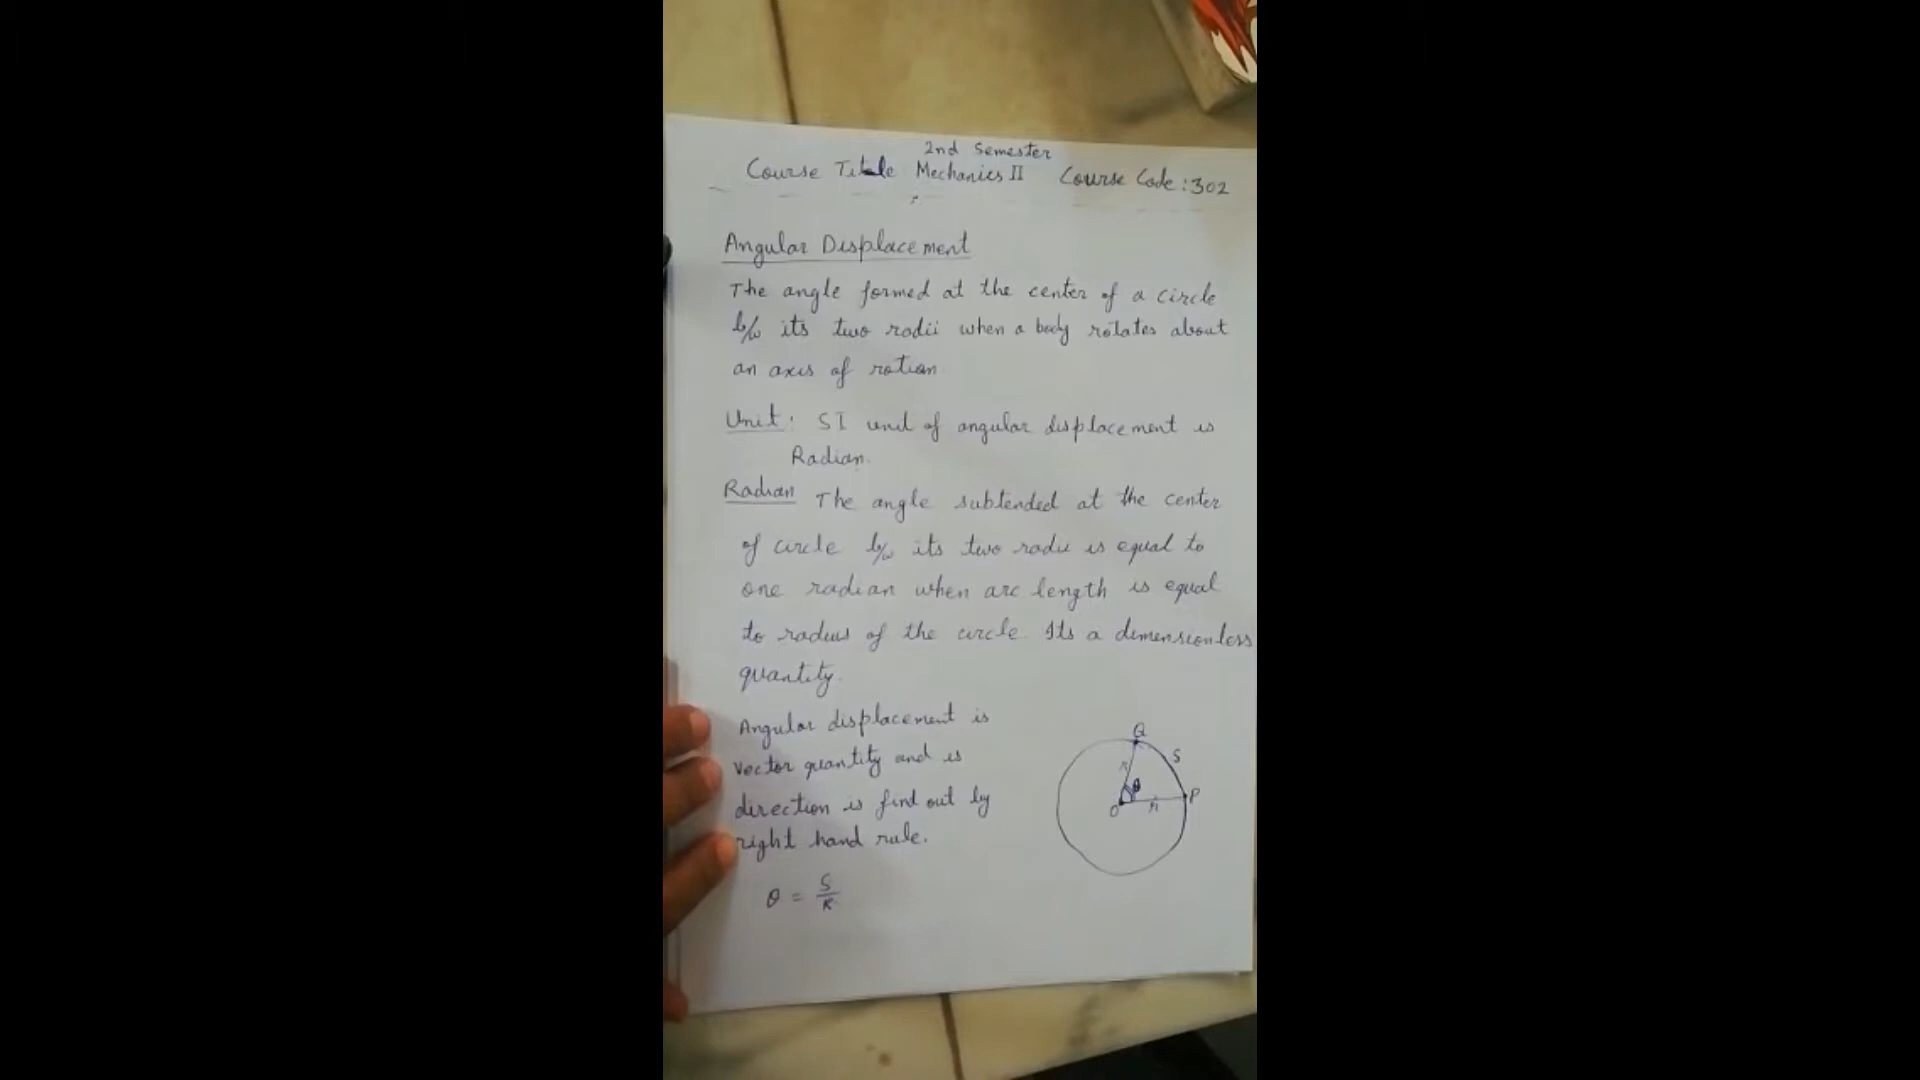 2nd Semester
Course Title Mechanics II Course Code : 302
Angular Displacement
The angle formed at the center of a circle
b/w its two radii when a body rotates about
an axis of rotion
Unit : SI unit of angular displacement is
Radian.
Radian The angle subtended at the center
of circle b/w its two radii is equal to
one radian when arc length is equal
to radius of the circle. Its a dimensionless
quantity.
Angular displacement is
vector quantity and is
direction is find out by
right hand rule.
θ = S/R
Q
S
r
θ
O
r
P